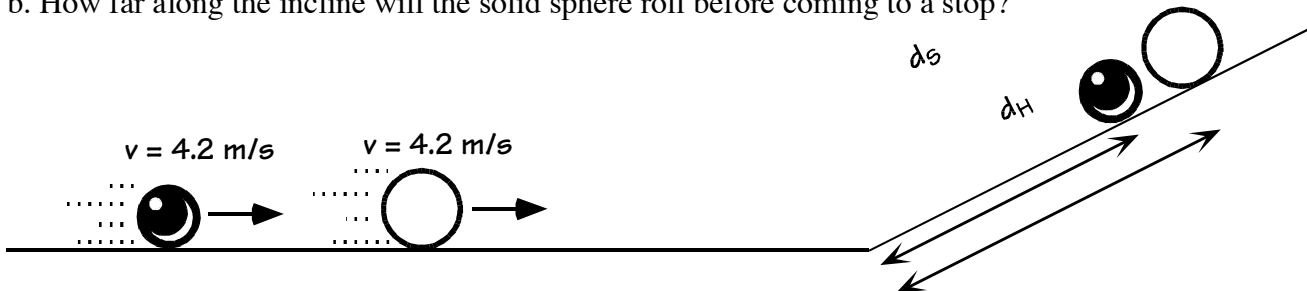 b. How far along the incline will the solid sphere roll before coming to a stop?
dS
dH
v = 4.2 m/s
v = 4.2 m/s